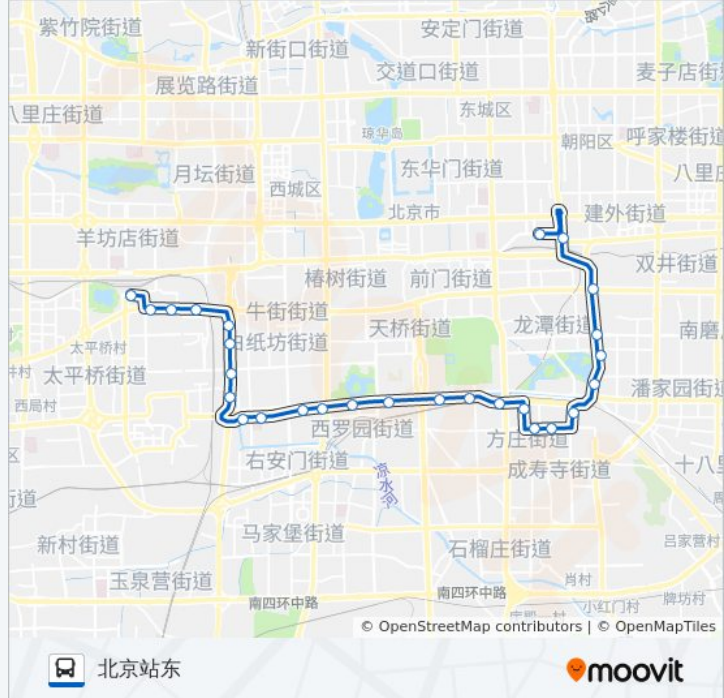 紫竹院街道
安定门街道
新街口街道
交道口街道
麦子店街
展览路街道
八里庄街道
东城区
琼华岛
朝阳区
呼家楼街道
东华门街道
月坛街道
西城区
八里庄
北京市
建外街道
羊坊店街道
双井街道
椿树街道
前门街道
牛街街道
天桥街道
龙潭街道
南磨
白纸坊街道
太平桥村
井村
太平桥街道
潘家园街道
西局村
西罗园街道
方庄街道
右安门街道
成寿寺街道
十八里
凉水河
街道
马家堡街道
新村街道
石榴庄街道
吕家营村
玉泉营街道
肖村
南四环中路
南四环中路
小红门村
牌坊村
© OpenStreetMap contributors | © OpenMapTiles
北京站东
moovit